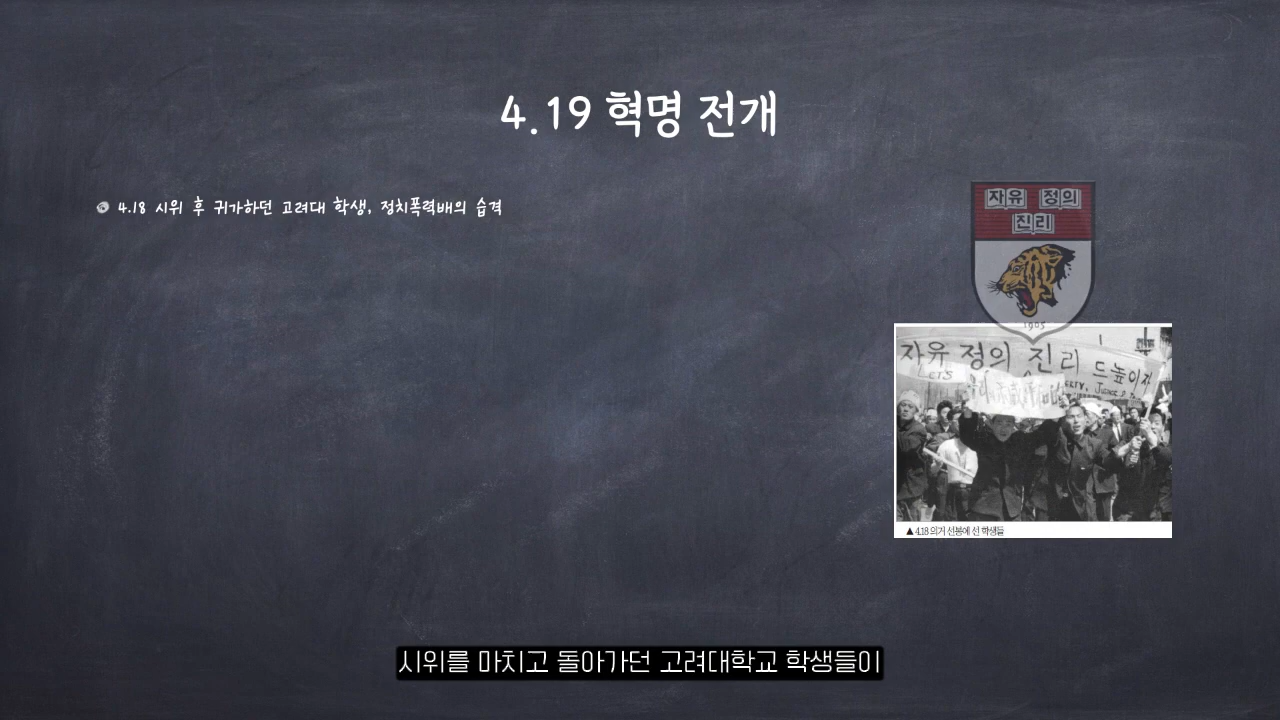 4.19 혁명 전개
4.18 시위 후 귀가하던 고려대 학생, 정치폭력배의 습격
자유 정의
진리
1905
자유 정의 진리 드높이자
LET'S
▲ 4.18 의거 선봉에 선 학생들
시위를 마치고 돌아가던 고려대학교 학생들이